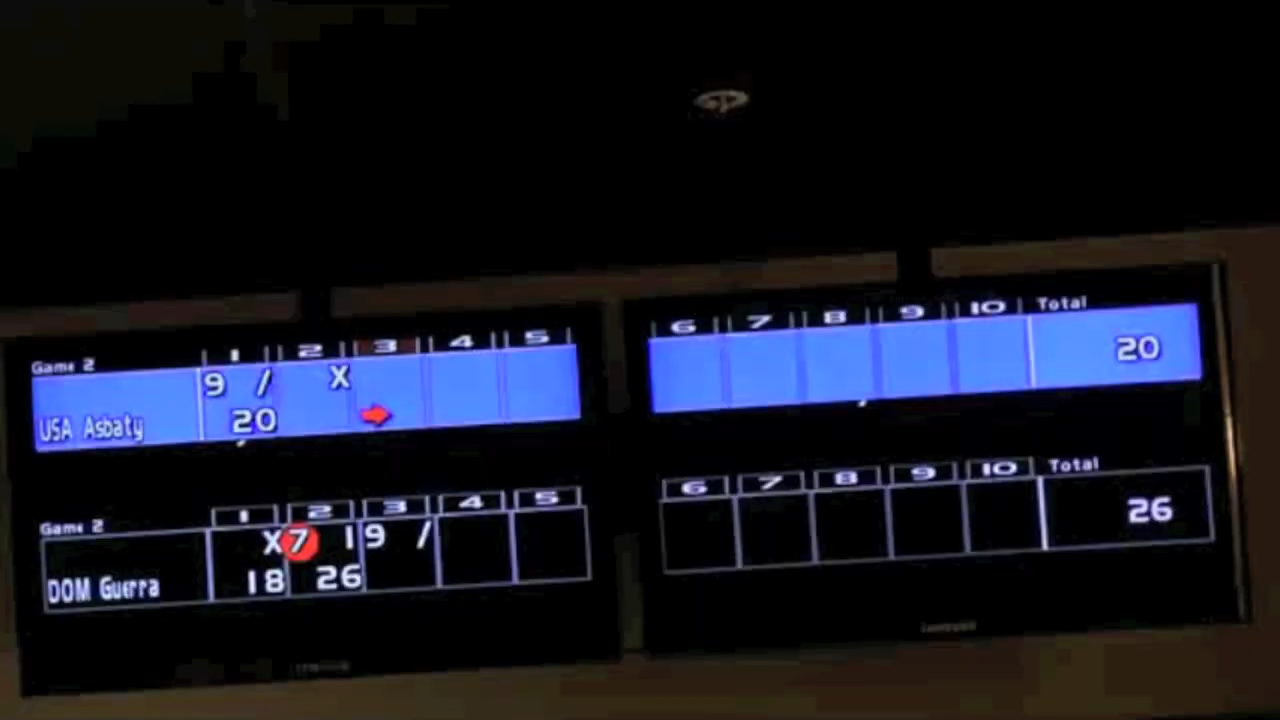 1 2 3 4 5
Game 2
9 / X
USA Asbaty 20
6 7 8 9 10 Total
20
1 2 3 4 5
Game 2
X 7 1 9 /
DOM Guerra 18 26
6 7 8 9 10 Total
26